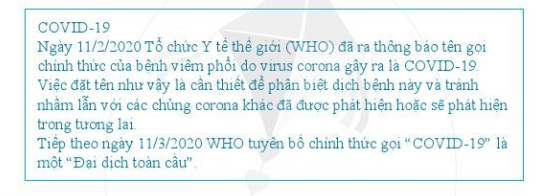 COVID-19
Ngày 11/2/2020 Tổ chức Y tế thế giới (WHO) đã ra thông báo tên gọi
chính thức của bệnh viêm phổi do virus corona gây ra là COVID-19.
Việc đặt tên như vậy là cần thiết để phân biệt dịch bệnh này và tránh
nhầm lẫn với các chủng corona khác đã được phát hiện hoặc sẽ phát hiện
trong tương lai.
Tiếp theo ngày 11/3/2020 WHO tuyên bố chính thức gọi “COVID-19” là
một “Đại dịch toàn cầu”.